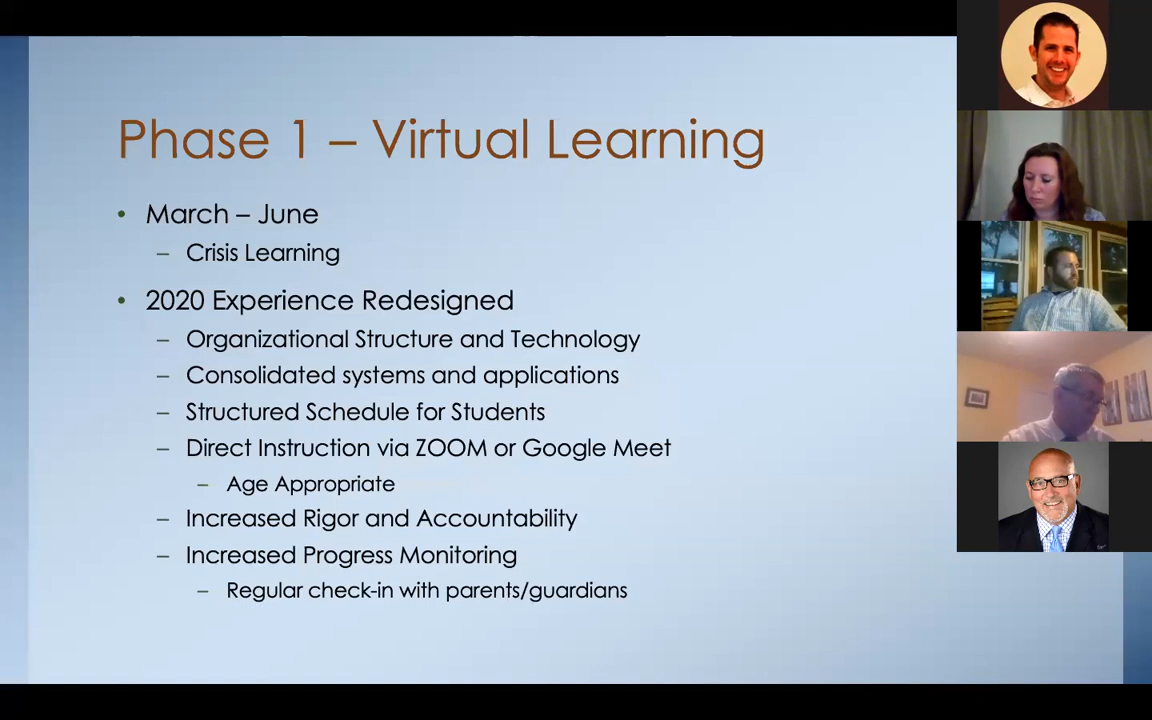 Phase 1 – Virtual Learning
• March – June
– Crisis Learning
• 2020 Experience Redesigned
– Organizational Structure and Technology
– Consolidated systems and applications
– Structured Schedule for Students
– Direct Instruction via ZOOM or Google Meet
– Age Appropriate
– Increased Rigor and Accountability
– Increased Progress Monitoring
– Regular check-in with parents/guardians